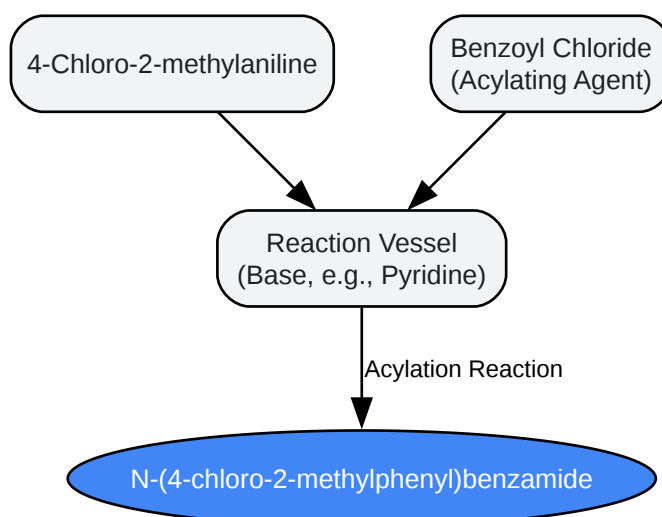 4-Chloro-2-methylaniline
Benzoyl Chloride
(Acylating Agent)
Reaction Vessel
(Base, e.g., Pyridine)
Acylation Reaction
N-(4-chloro-2-methylphenyl)benzamide